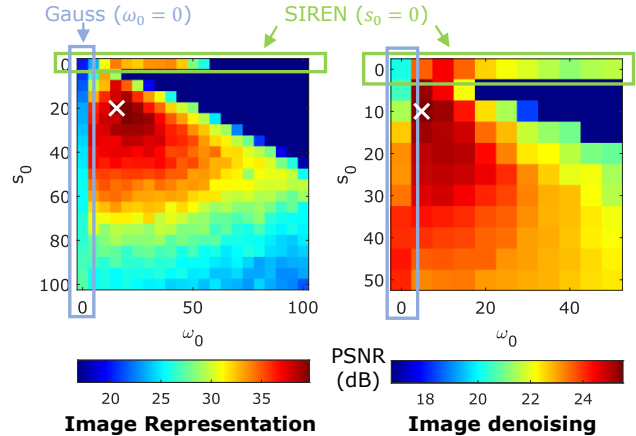 Gauss (ω₀ = 0)
SIREN (s₀ = 0)
0
20
40
60
80
100
s₀
0
50
100
ω₀
0
10
20
30
40
50
s₀
0
20
40
ω₀
20
30
40
PSNR
(dB)
18
20
22
24
Image Representation
Image denoising